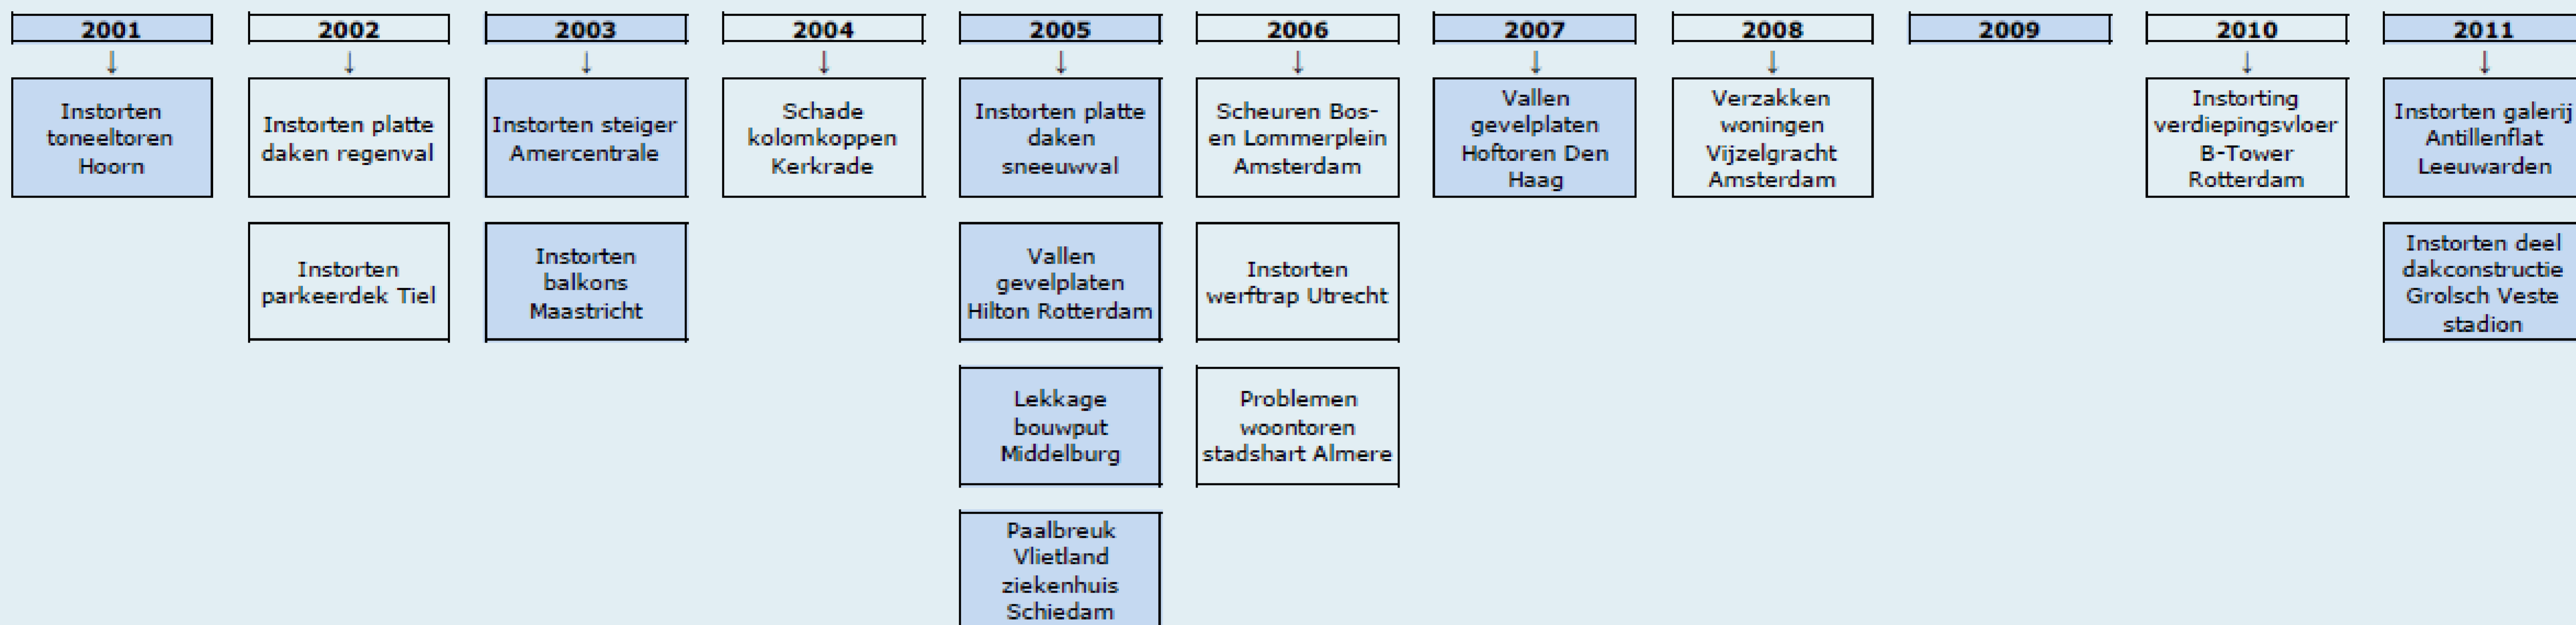 2001
2002
2003
2004
2005
2006
2007
2008
2009
2010
2011
↓
↓
↓
↓
↓
↓
↓
↓
↓
↓
Instorten
toneeltoren
Hoorn
Instorten platte
daken regenval
Instorten steiger
Amercentrale
Schade
kolomkoppen
Kerkrade
Instorten platte
daken
sneeuwval
Scheuren Bos-
en Lommerplein
Amsterdam
Vallen
gevelplaten
Hoftoren Den
Haag
Verzakken
woningen
Vijzelgracht
Amsterdam
Instorting
verdiepingsvloer
B-Tower
Rotterdam
Instorten galerij
Antillenflat
Leeuwarden
Instorten
parkeerdek Tiel
Instorten
balkons
Maastricht
Vallen
gevelplaten
Hilton Rotterdam
Instorten
werftrap Utrecht
Instorten deel
dakconstructie
Grolsch Veste
stadion
Lekkage
bouwput
Middelburg
Problemen
woontoren
stadshart Almere
Paalbreuk
Vlietland
ziekenhuis
Schiedam